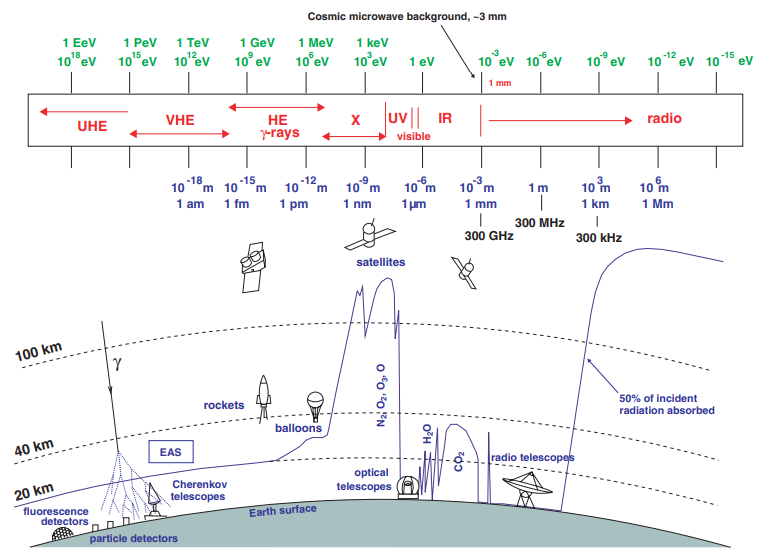 Cosmic microwave background, ~3 mm
1 EeV 1 PeV 1 TeV 1 GeV 1 MeV 1 keV
10^18 eV 10^15 eV 10^12 eV 10^9 eV 10^6 eV 10^3 eV 1 eV 10^-3 eV 10^-6 eV 10^-9 eV 10^-12 eV 10^-15 eV
1 mm
UHE VHE HE X UV IR radio
γ-rays visible
10^-18 m 10^-15 m 10^-12 m 10^-9 m 10^-6 m 10^-3 m 1 m 10^3 m 10^6 m
1 am 1 fm 1 pm 1 nm 1µm 1 mm 1 km 1 Mm
300 MHz
300 GHz 300 kHz
satellites
100 km
γ
N2, O2, O3, O
50% of incident
radiation absorbed
rockets
balloons
40 km
EAS
H2O
CO2
radio telescopes
optical
telescopes
20 km
Cherenkov
telescopes
fluorescence
detectors
Earth surface
particle detectors